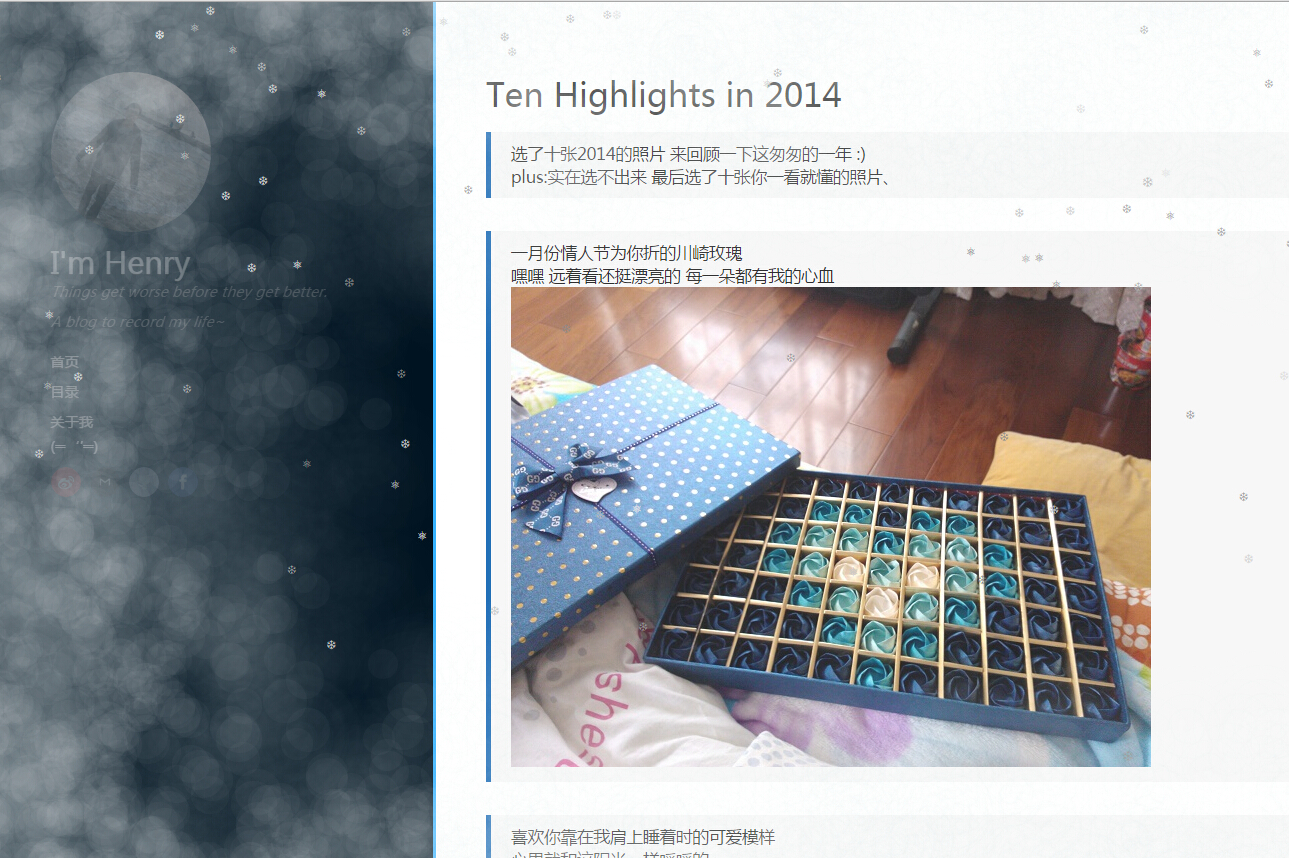 I'm Henry
Things get worse before they get better.
A blog to record my life~
首页
目录
关于我
Ten Highlights in 2014
选了十张2014的照片 来回顾一下这匆匆的一年 :)
plus:实在选不出来 最后选了十张你一看就懂的照片、
一月份情人节为你折的川崎玫瑰
嘿嘿 远着看还挺漂亮的 每一朵都有我的心血
shes
喜欢你靠在我肩上睡着时的可爱模样